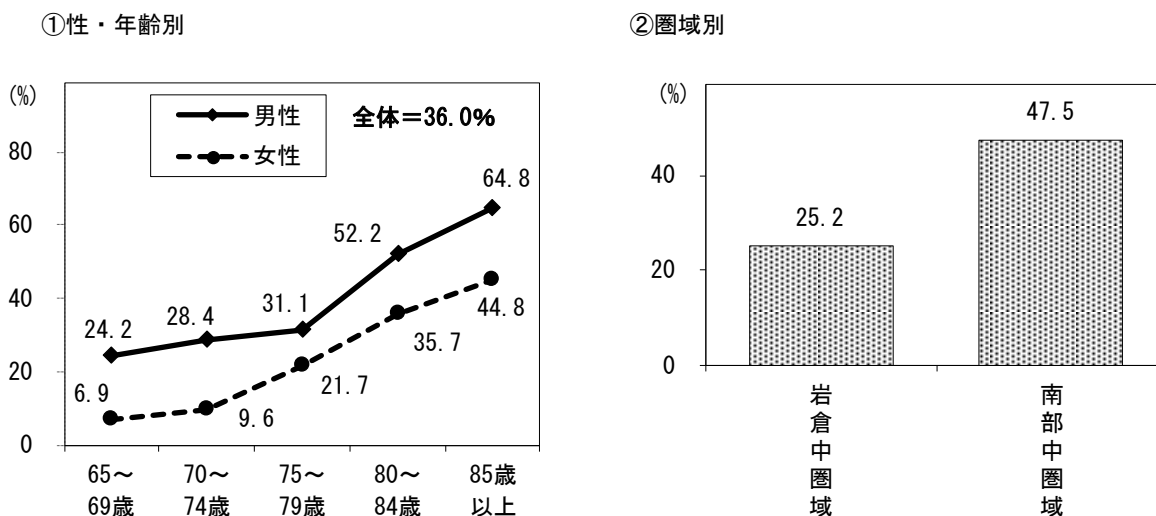 ①性・年齢別
(%)
男性
女性
全体＝36.0%
80
60
40
20
0
24.2
28.4
31.1
52.2
64.8
6.9
9.6
21.7
35.7
44.8
65～
69歳
70～
74歳
75～
79歳
80～
84歳
85歳
以上
②圏域別
(%)
40
20
0
25.2
47.5
岩倉中圏域
南部中圏域